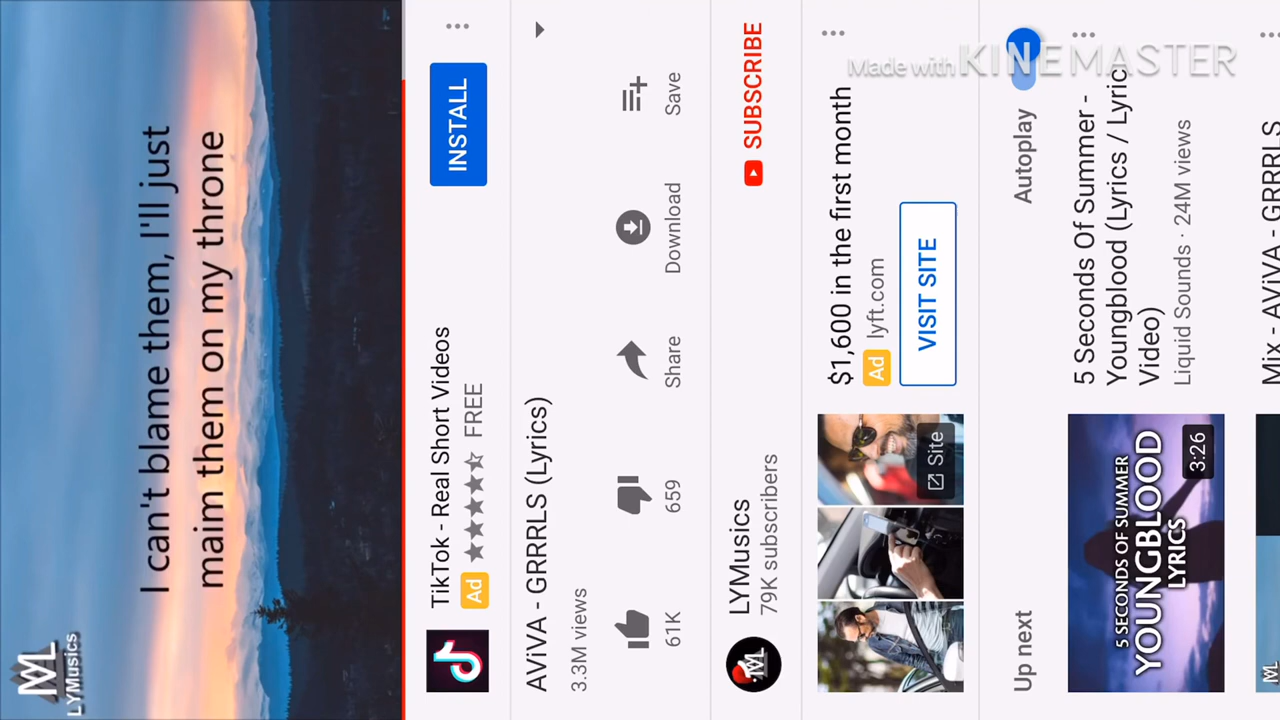 I can't blame them, I'll just
maim them on my throne
LYMusics
TikTok - Real Short Videos
Ad
FREE
INSTALL
AViVA - GRRRLS (Lyrics)
3.3M views
61K
659
Share
Download
Save
LYMusics
79K subscribers
SUBSCRIBE
Site
$1,600 in the first month
Ad lyft.com
VISIT SITE
Up next
Autoplay
5 SECONDS OF SUMMER
YOUNGBLOOD
LYRICS
3:26
5 Seconds Of Summer -
Youngblood (Lyrics / Lyric
Video)
Liquid Sounds · 24M views
Mix - AViVA - GRRRLS
Made with KINEMASTER